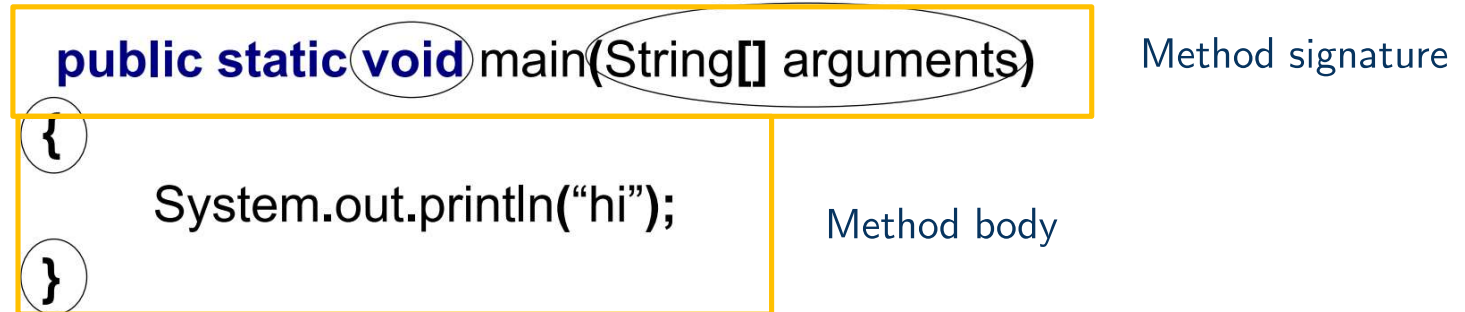 public static void main(String[] arguments) Method signature
{
System.out.println(“hi”);
Method body
}